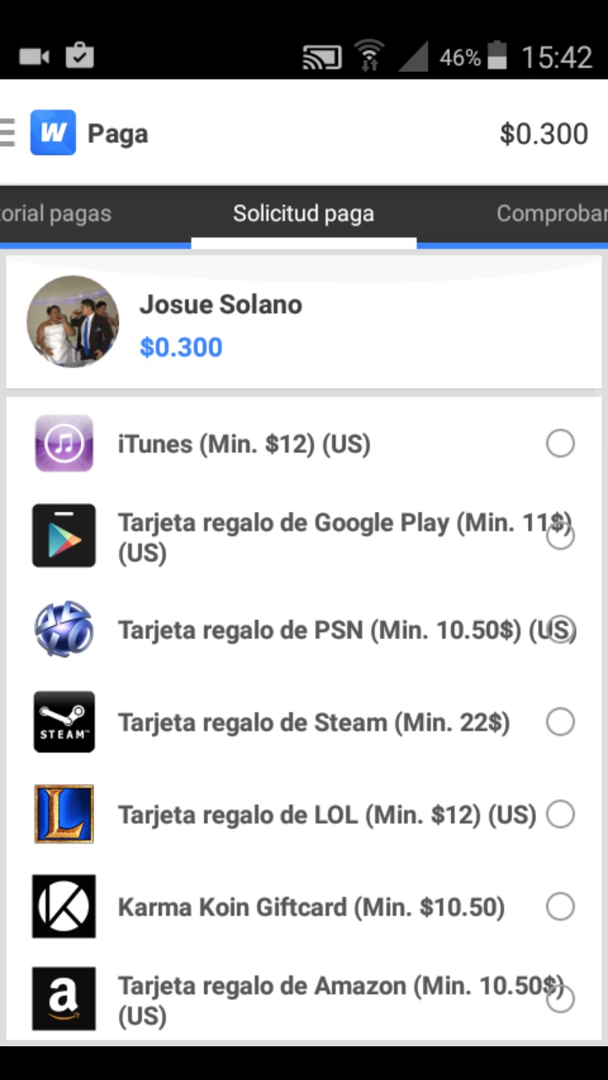 46% 15:42
W Paga $0.300
torial pagas Solicitud paga Comprobar
Josue Solano
$0.300
iTunes (Min. $12) (US)
Tarjeta regalo de Google Play (Min. 11$)
(US)
Tarjeta regalo de PSN (Min. 10.50$) (US)
STEAM™ Tarjeta regalo de Steam (Min. 22$)
L Tarjeta regalo de LOL (Min. $12) (US)
K Karma Koin Giftcard (Min. $10.50)
a Tarjeta regalo de Amazon (Min. 10.50$)
(US)